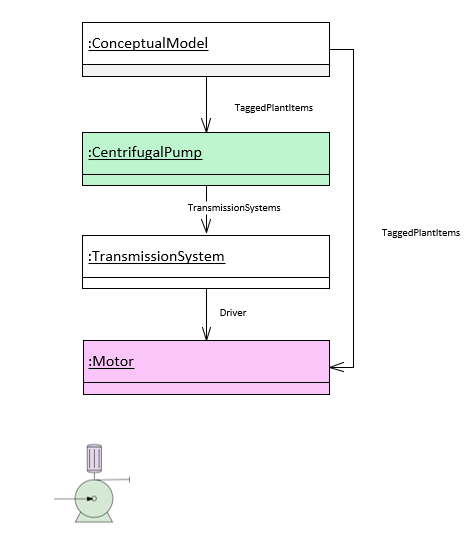 :ConceptualModel
TaggedPlantItems
:CentrifugalPump
TransmissionSystems
TaggedPlantItems
:TransmissionSystem
Driver
:Motor